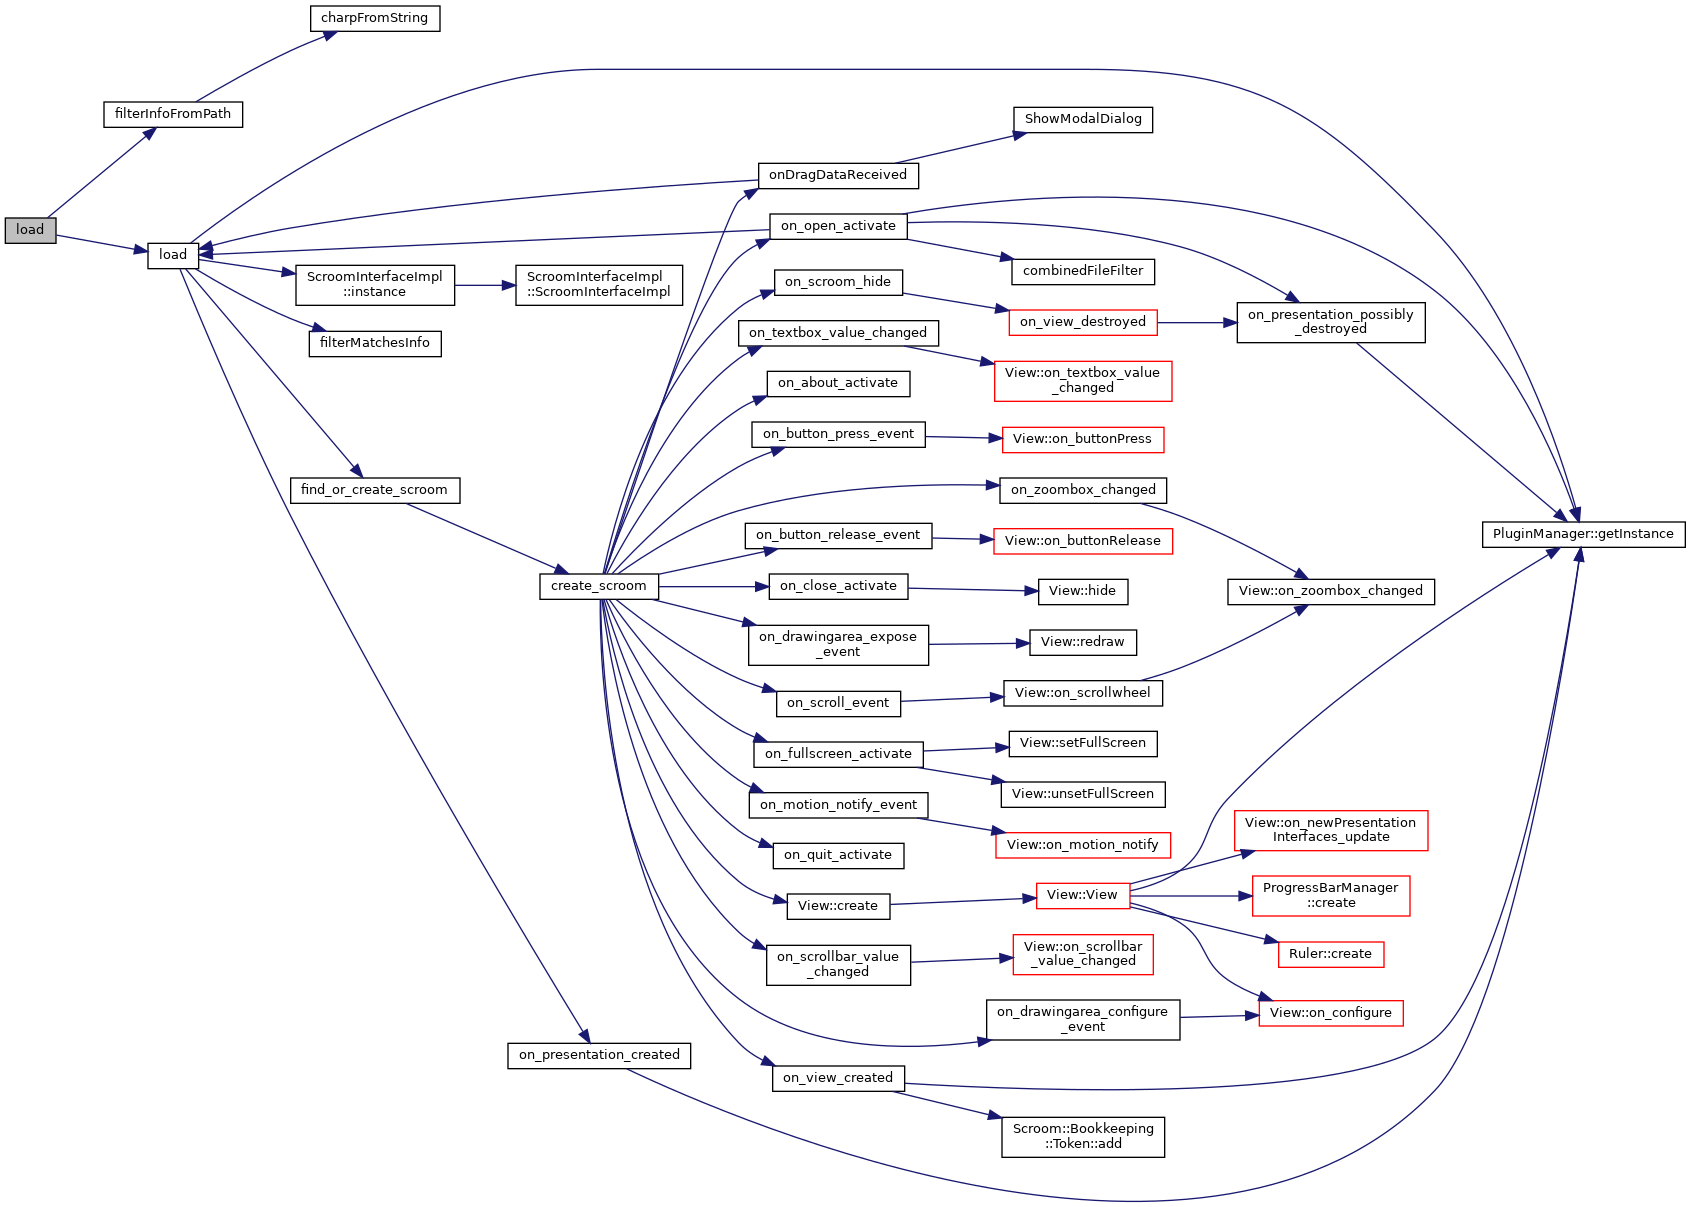 charpFromString
filterInfoFromPath
load
load
ScroomInterfaceImpl
::instance
ScroomInterfaceImpl
::ScroomInterfaceImpl
filterMatchesInfo
find_or_create_scroom
create_scroom
on_presentation_created
onDragDataReceived
ShowModalDialog
on_open_activate
combinedFileFilter
on_scroom_hide
on_view_destroyed
on_presentation_possibly
_destroyed
on_textbox_value_changed
View::on_textbox_value
_changed
on_about_activate
on_button_press_event
View::on_buttonPress
on_zoombox_changed
on_button_release_event
View::on_buttonRelease
PluginManager::getInstance
on_close_activate
View::hide
View::on_zoombox_changed
on_drawingarea_expose
_event
View::redraw
on_scroll_event
View::on_scrollwheel
on_fullscreen_activate
View::setFullScreen
View::unsetFullScreen
on_motion_notify_event
View::on_motion_notify
on_quit_activate
View::create
View::View
View::on_newPresentation
Interfaces_update
ProgressBarManager
::create
Ruler::create
on_scrollbar_value
_changed
View::on_scrollbar
_value_changed
on_drawingarea_configure
_event
View::on_configure
on_view_created
Scroom::Bookkeeping
::Token::add